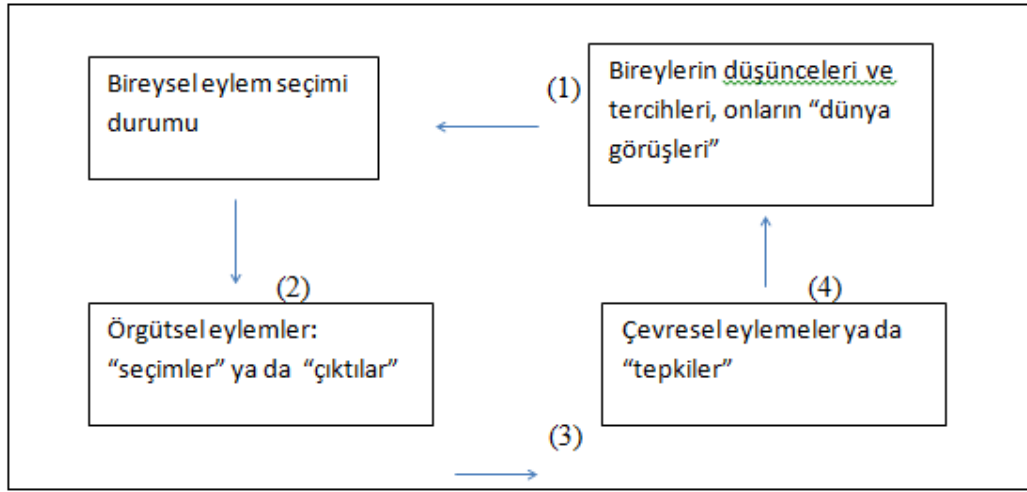 Bireysel eylem seçimi
durumu
(1)
Bireylerin düşünceleri ve
tercihleri, onların “dünya
görüşleri”
(2)
(4)
Örgütsel eylemler:
“seçimler” ya da “çıktılar”
Çevresel eylemeler ya da
“tepkiler”
(3)